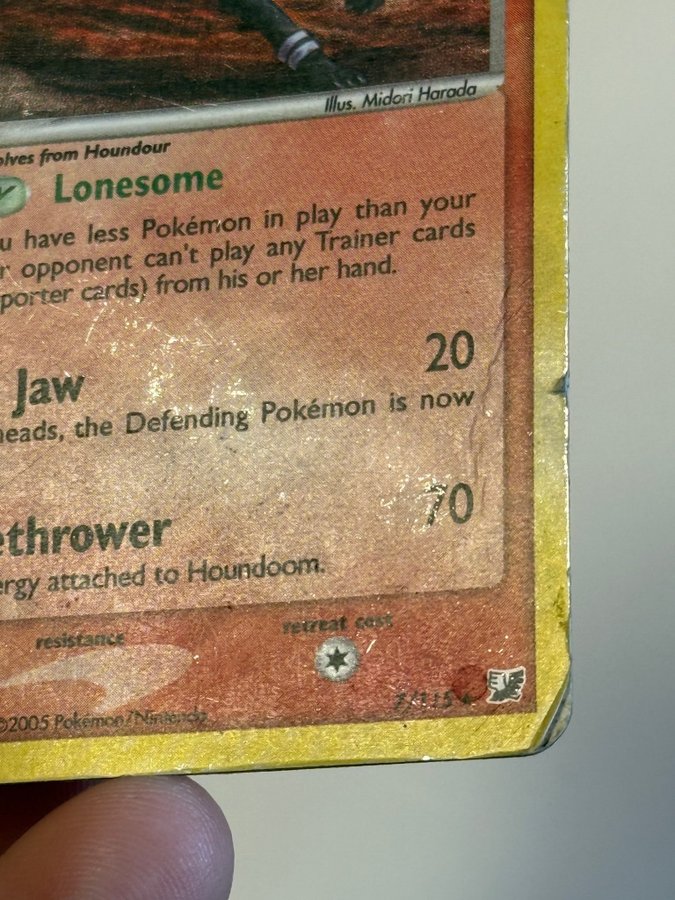 Illus. Midori Harada
olves from Houndour
Lonesome
u have less Pokémon in play than your
r opponent can't play any Trainer cards
porter cards) from his or her hand.
Jaw 20
heads, the Defending Pokémon is now
ethrower 70
ergy attached to Houndoom.
resistance retreat cost
©2005 Pokémon/Nintendo
7/115 ★